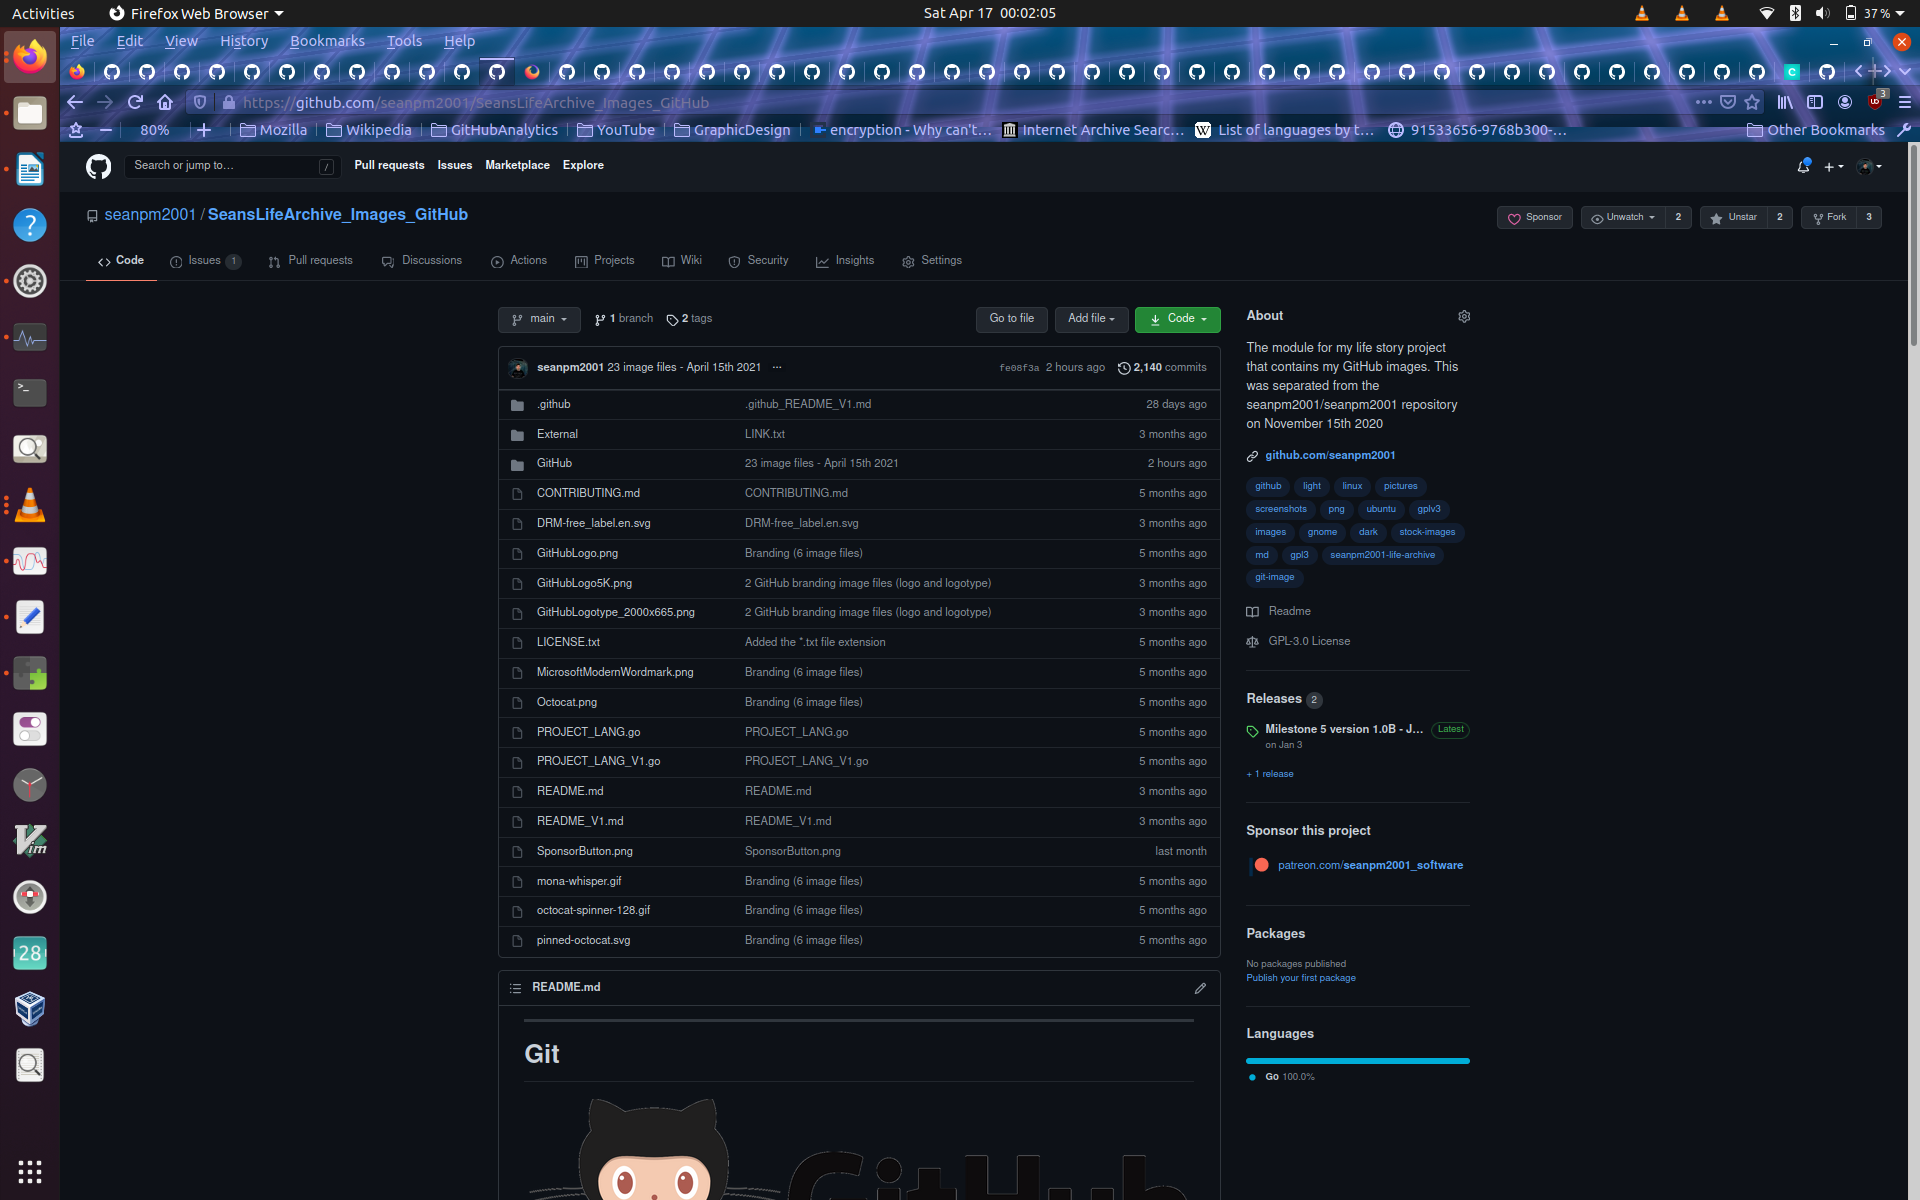 Activities Firefox Web Browser Sat Apr 17 00:02:05 37%
File Edit View History Bookmarks Tools Help
https://github.com/seanpm2001/SeansLifeArchive_Images_GitHub 3
80% Mozilla Wikipedia GitHubAnalytics YouTube GraphicDesign encryption - Why can't... Internet Archive Searc... List of languages by t... 91533656-9768b300-... Other Bookmarks
Search or jump to... / Pull requests Issues Marketplace Explore
seanpm2001 / SeansLifeArchive_Images_GitHub Sponsor Unwatch 2 Unstar 2 Fork 3
Code Issues 1 Pull requests Discussions Actions Projects Wiki Security Insights Settings
main 1 branch 2 tags Go to file Add file Code
seanpm2001 23 image files - April 15th 2021 ... fe08f3a 2 hours ago 2,140 commits
.github .github_README_V1.md 28 days ago
External LINK.txt 3 months ago
GitHub 23 image files - April 15th 2021 2 hours ago
CONTRIBUTING.md CONTRIBUTING.md 5 months ago
DRM-free_label.en.svg DRM-free_label.en.svg 3 months ago
GitHubLogo.png Branding (6 image files) 5 months ago
GitHubLogo5K.png 2 GitHub branding image files (logo and logotype) 3 months ago
GitHubLogotype_2000x665.png 2 GitHub branding image files (logo and logotype) 3 months ago
LICENSE.txt Added the *.txt file extension 5 months ago
MicrosoftModernWordmark.png Branding (6 image files) 5 months ago
Octocat.png Branding (6 image files) 5 months ago
PROJECT_LANG.go PROJECT_LANG.go 5 months ago
PROJECT_LANG_V1.go PROJECT_LANG_V1.go 5 months ago
README.md README.md 3 months ago
README_V1.md README_V1.md 3 months ago
SponsorButton.png SponsorButton.png last month
mona-whisper.gif Branding (6 image files) 5 months ago
octocat-spinner-128.gif Branding (6 image files) 5 months ago
pinned-octocat.svg Branding (6 image files) 5 months ago
README.md
Git
GitHub
About
The module for my life story project
that contains my GitHub images. This
was separated from the
seanpm2001/seanpm2001 repository
on November 15th 2020
github.com/seanpm2001
github light linux pictures
screenshots png ubuntu gplv3
images gnome dark stock-images
md gpl3 seanpm2001-life-archive
git-image
Readme
GPL-3.0 License
Releases 2
Milestone 5 version 1.0B - J... Latest
on Jan 3
+ 1 release
Sponsor this project
patreon.com/seanpm2001_software
Packages
No packages published
Publish your first package
Languages
Go 100.0%
28